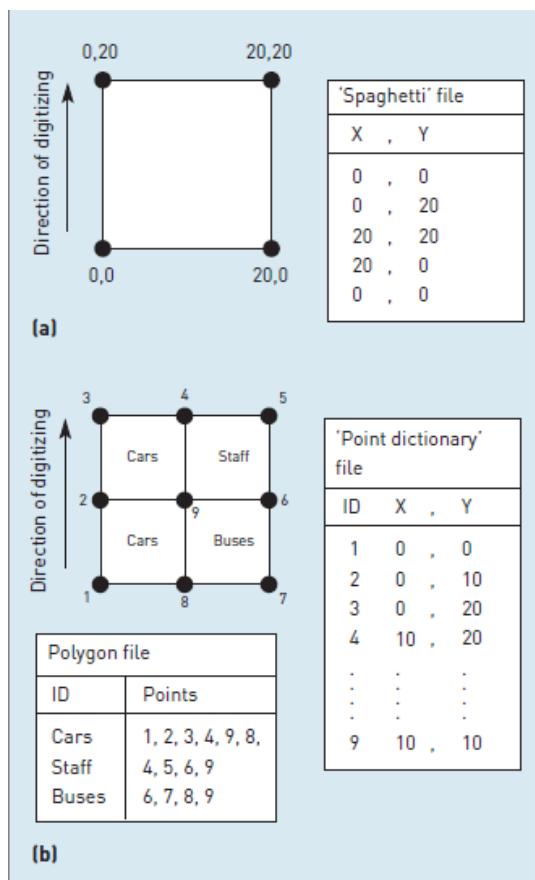 0,20 20,20
Direction of digitizing
0,0 20,0
(a)
'Spaghetti' file
X , Y
0 , 0
0 , 20
20 , 20
20 , 0
0 , 0
3 4 5
Direction of digitizing
Cars Staff
2 9 6
Cars Buses
1 8 7
'Point dictionary'
file
ID X , Y
1 0 , 0
2 0 , 10
3 0 , 20
4 10 , 20
. . .
. . .
. . .
. . .
9 10 , 10
Polygon file
ID Points
Cars 1, 2, 3, 4, 9, 8,
Staff 4, 5, 6, 9
Buses 6, 7, 8, 9
(b)